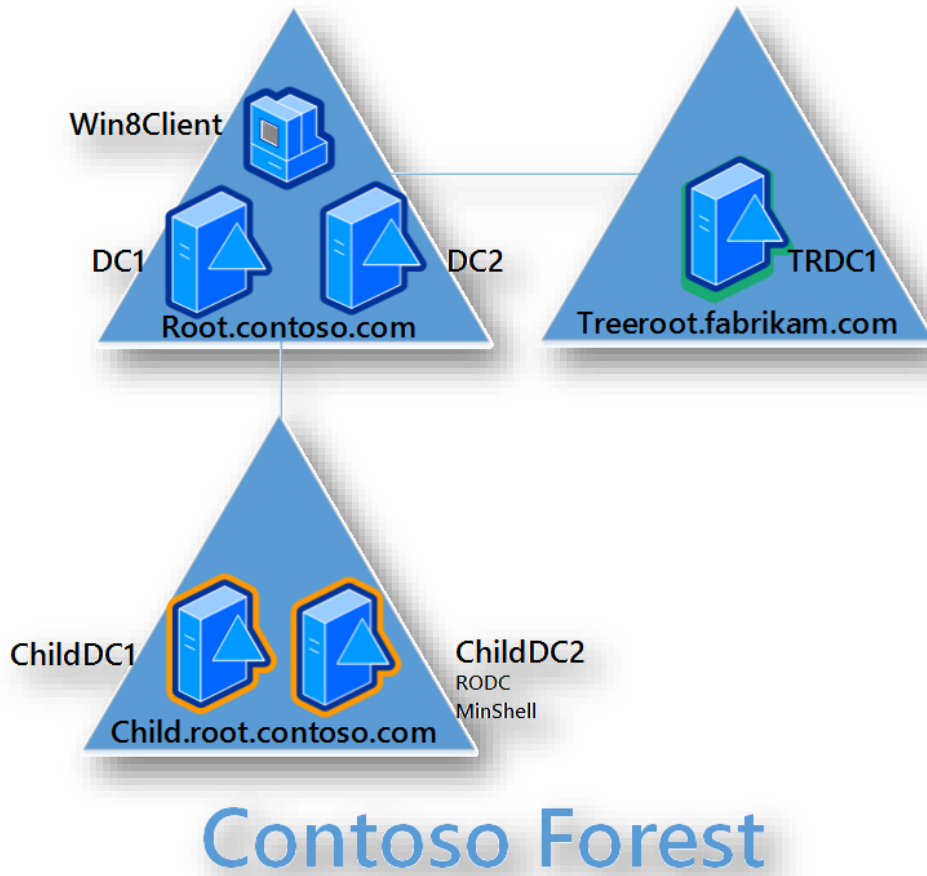 Win8Client
DC1
DC2
TRDC1
Root.contoso.com
Treeroot.fabrikam.com
ChildDC1
ChildDC2
RODC
MinShell
Child.root.contoso.com
Contoso Forest